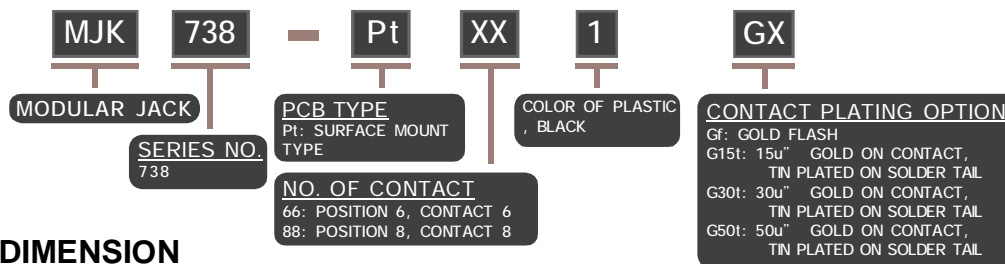 MJK 738 - Pt XX 1 GX
MODULAR JACK
SERIES NO.
738
PCB TYPE
Pt: SURFACE MOUNT
TYPE
NO. OF CONTACT
66: POSITION 6, CONTACT 6
88: POSITION 8, CONTACT 8
COLOR OF PLASTIC
, BLACK
CONTACT PLATING OPTION
Gf: GOLD FLASH
G15t: 15u" GOLD ON CONTACT,
TIN PLATED ON SOLDER TAIL
G30t: 30u" GOLD ON CONTACT,
TIN PLATED ON SOLDER TAIL
G50t: 50u" GOLD ON CONTACT,
TIN PLATED ON SOLDER TAIL
DIMENSION